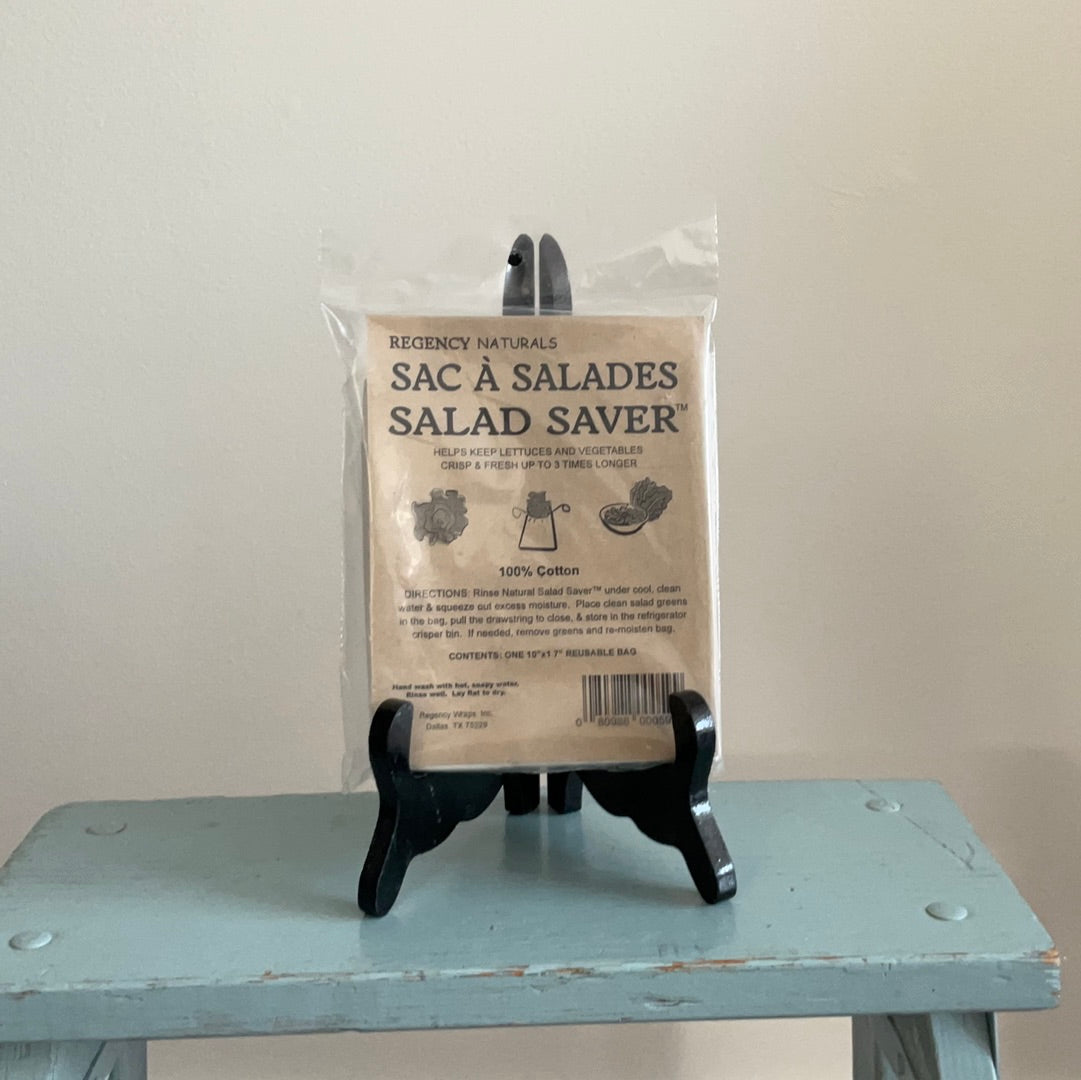 REGENCY NATURALS
SAC À SALADES
SALAD SAVER™
HELPS KEEP LETTUCES AND VEGETABLES
CRISP & FRESH UP TO 3 TIMES LONGER
100% Cotton
DIRECTIONS: Rinse Natural Salad Saver™ under cool, clean
water & squeeze out excess moisture. Place clean salad greens
in the bag, pull the drawstring to close, & store in the refrigerator
crisper bin. If needed, remove greens and re-moisten bag.
CONTENTS: ONE 10"x17" REUSABLE BAG
Hand wash with hot, soapy water,
Rinse well. Lay flat to dry.
Regency Wraps Inc.
Dallas TX 75229
0